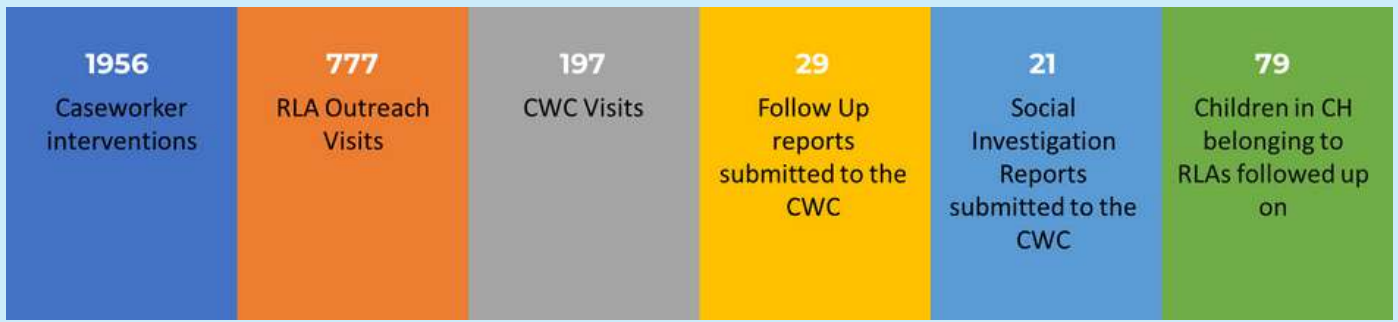 1956
Caseworker
interventions
777
RLA Outreach
Visits
197
CWC Visits
29
Follow Up
reports
submitted to the
CWC
21
Social
Investigation
Reports
submitted to the
CWC
79
Children in CH
belonging to
RLAs followed up
on